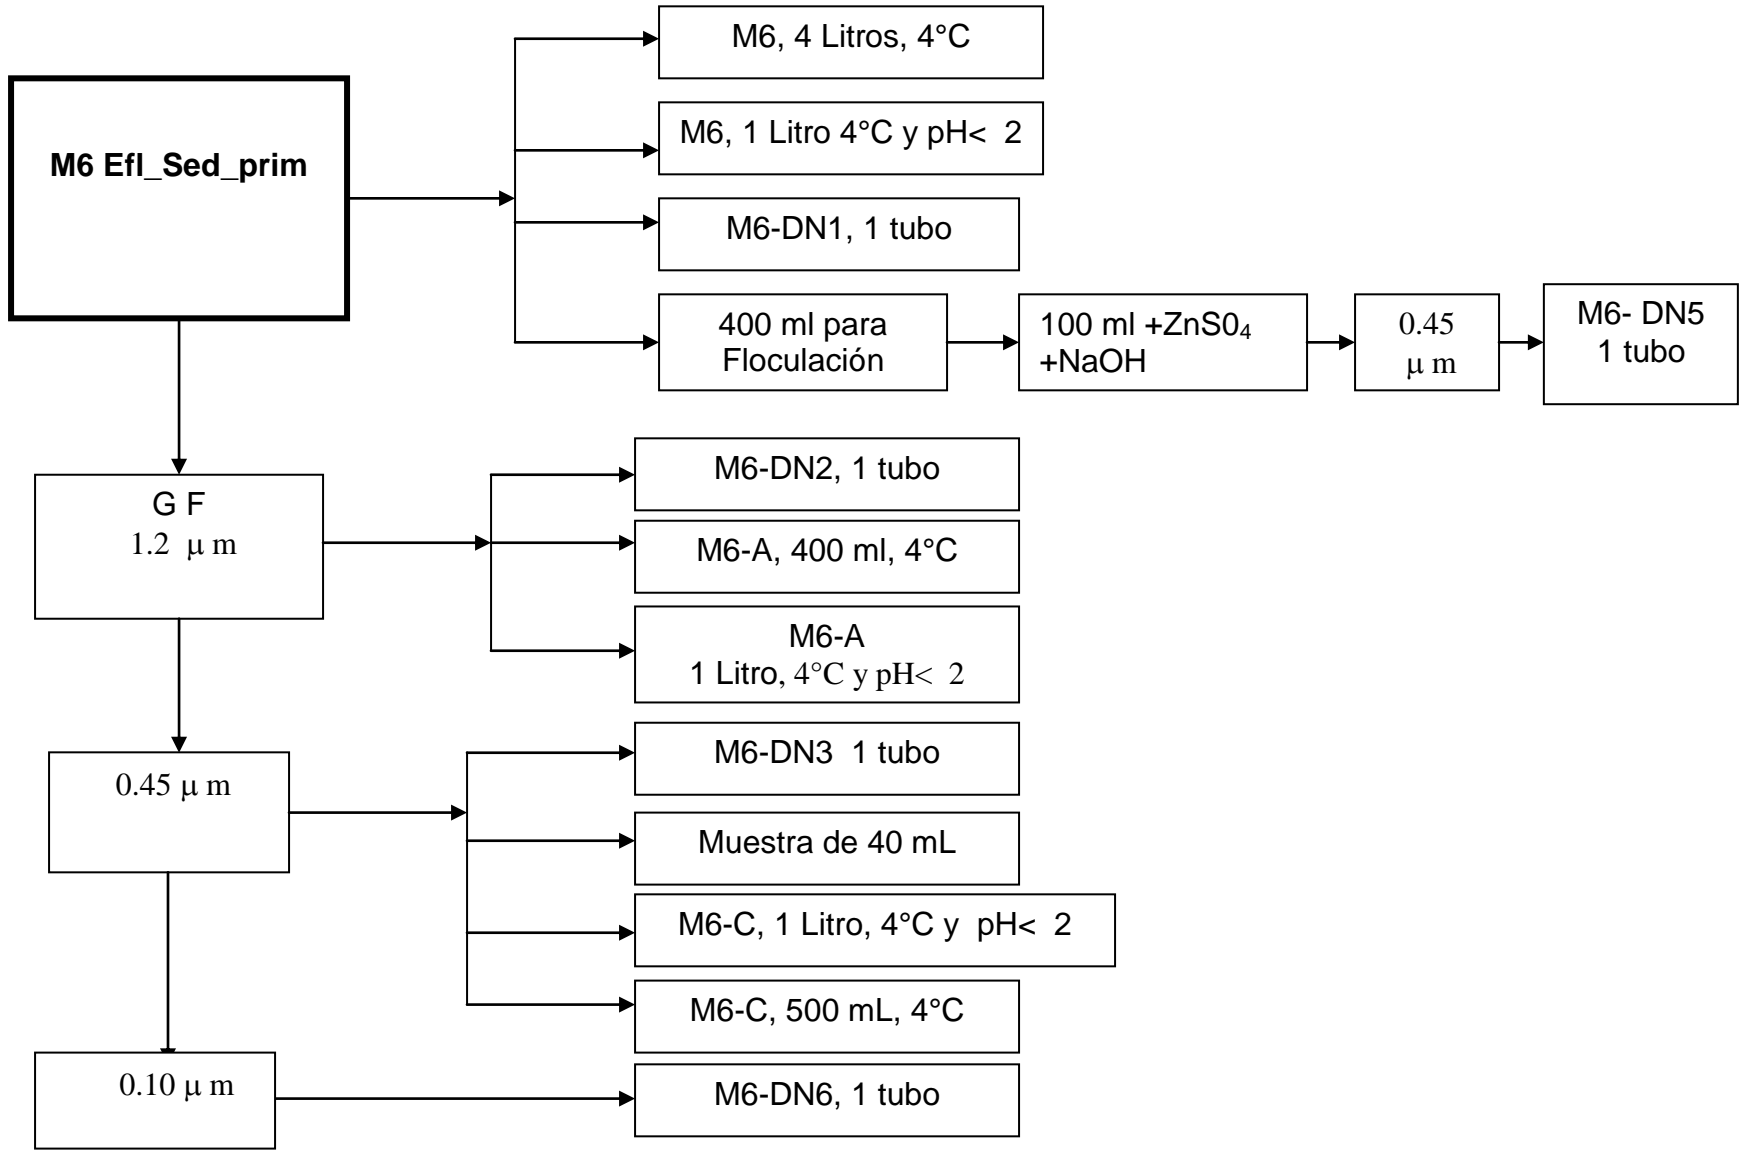 M6, 4 Litros, 4°C
M6 Efl_Sed_prim
M6, 1 Litro 4°C y pH< 2
M6-DN1, 1 tubo
400 ml para
Floculación
100 ml +ZnS0₄
+NaOH
0.45
μ m
M6- DN5
1 tubo
G F
1.2 μ m
M6-DN2, 1 tubo
M6-A, 400 ml, 4°C
M6-A
1 Litro, 4°C y pH< 2
0.45 μ m
M6-DN3 1 tubo
Muestra de 40 mL
M6-C, 1 Litro, 4°C y pH< 2
M6-C, 500 mL, 4°C
0.10 μ m
M6-DN6, 1 tubo